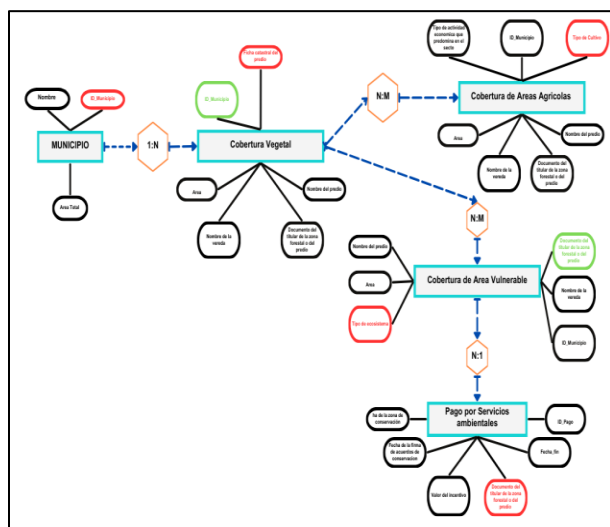 Tipo de actividad
economica que
predomina en el
secto
ID_Municipio
Tipo de Cultivo
Ficha catastral del
predio
Nombre
ID_Municipio
ID_Municipio
N:M
Cobertura de Areas Agricolas
MUNICIPIO
1:N
Cobertura Vegetal
Area
Nombre del predio
Nombre de la
vereda
Documento del
titular de la zona
forestal o del
predio
Area Total
Area
Nombre del predio
Nombre de la
vereda
Documento del
titular de la zona
forestal o del
predio
N:M
Nombre del predio
Documento del
titular de la zona
forestal o del
predio
Area
Cobertura de Area Vulnerable
Nombre de la
vereda
Tipo de ecosistema
ID_Municipio
N:1
ha de la zona de
conservación
Pago por Servicios
ambientales
ID_Pago
Fecha de la firma
de acuerdos de
conservacion
Fecha_fin
Valor del incentivo
Documento del
titular de la zona
forestal o del
predio